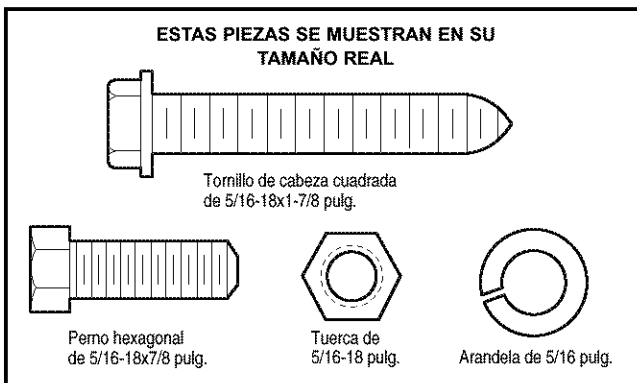 ESTAS PIEZAS SE MUESTRAN EN SU
TAMAÑO REAL
Tornillo de cabeza cuadrada
de 5/16-18x1-7/8 pulg.
Perno hexagonal
de 5/16-18x7/8 pulg.
Tuerca de
5/16-18 pulg.
Arandela de 5/16 pulg.